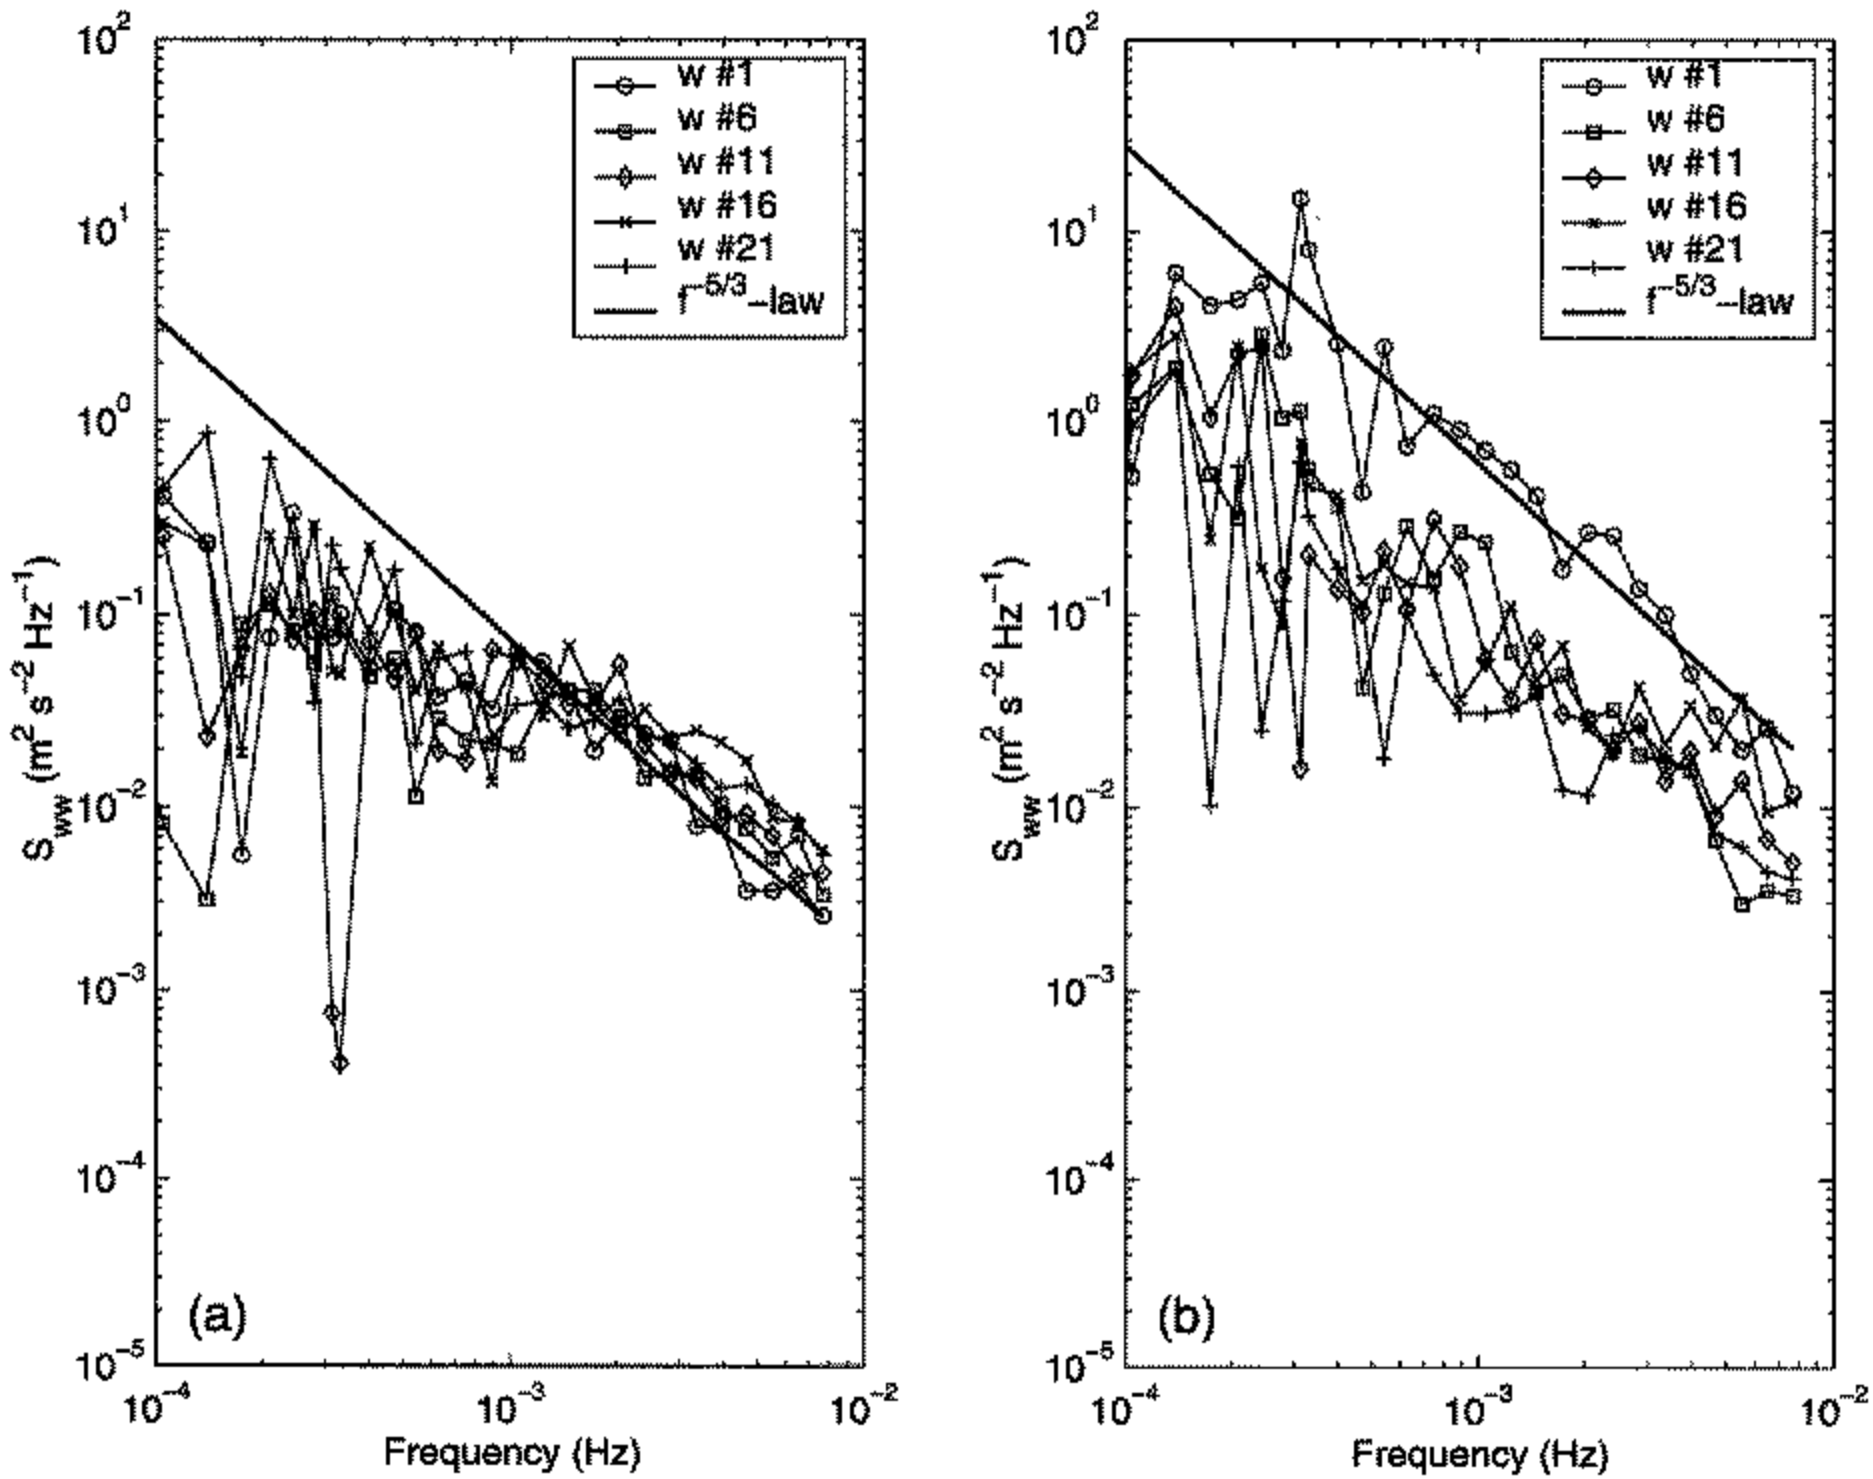 10^2
10^1
10^0
10^-1
10^-2
10^-3
10^-4
10^-5
S_ww (m^2 s^-2 Hz^-1)
w #1
w #6
w #11
w #16
w #21
f^-5/3-law
(a)
10^-4
10^-3
10^-2
Frequency (Hz)
10^2
10^1
10^0
10^-1
10^-2
10^-3
10^-4
10^-5
S_ww (m^2 s^-2 Hz^-1)
w #1
w #6
w #11
w #16
w #21
f^-5/3-law
(b)
10^-4
10^-3
10^-2
Frequency (Hz)